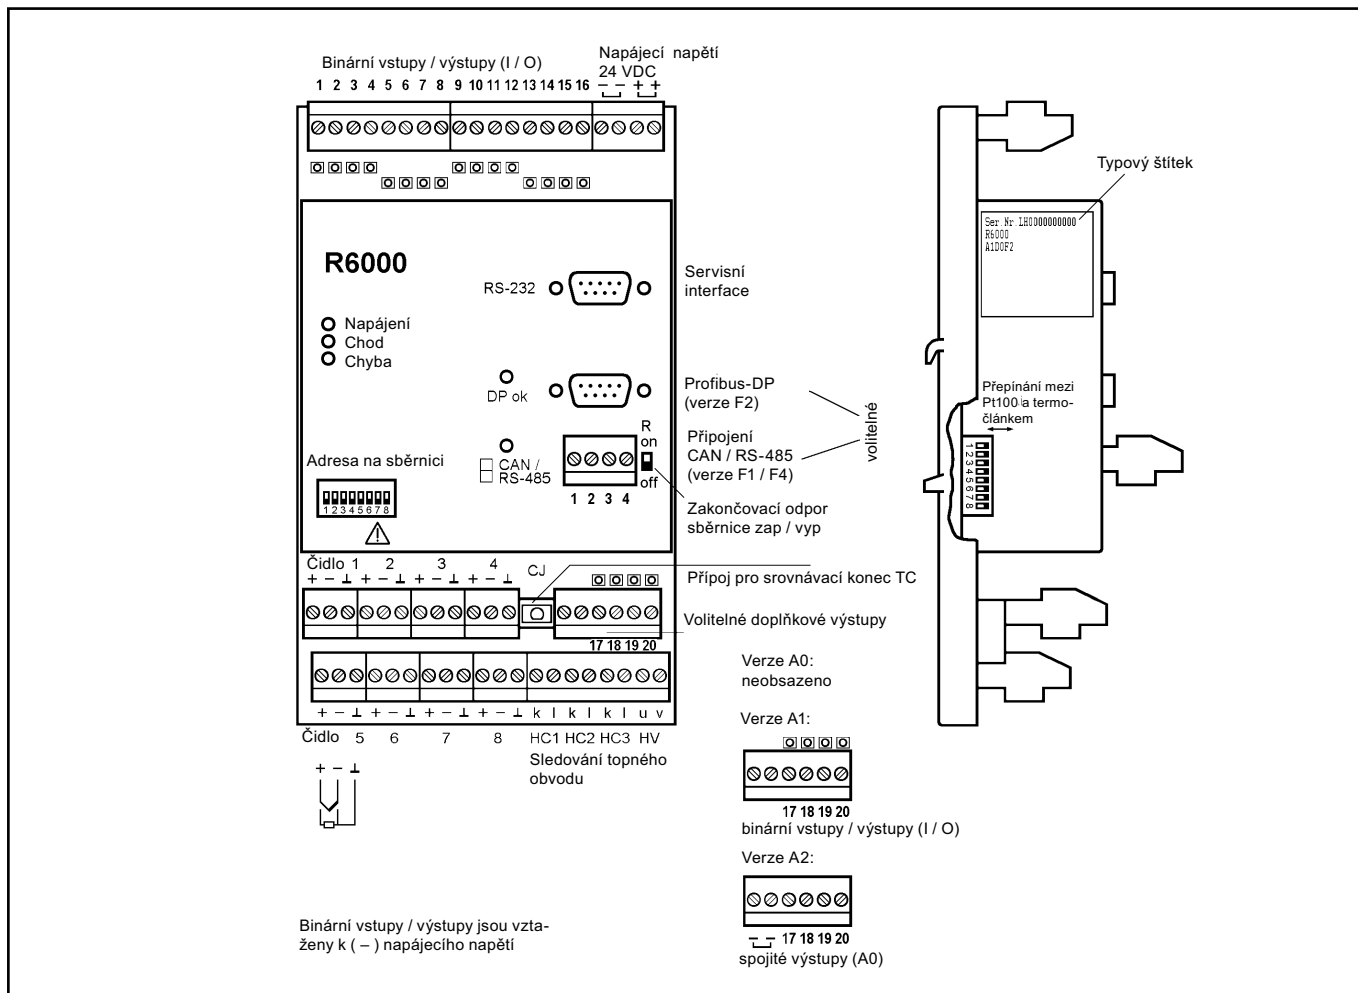 Binární vstupy / výstupy (I / O)
Napájecí napětí
24 VDC
1 2 3 4 5 6 7 8 9 10 11 12 13 14 15 16 – – + +
Typový štítek
Ser.Nr.LH0000000000
R6000
A1D0F2
R6000
RS-232
Servisní
interface
Napájení
Chod
Chyba
DP ok
Profibus-DP
(verze F2)
volitelné
Přepínání mezi
Pt100 a termo-
článkem
R
on
off
Připojení
CAN / RS-485
(verze F1 / F4)
CAN /
RS-485
1 2 3 4
Adresa na sběrnici
1 2 3 4 5 6 7 8
1 2 3 4 5 6 7 8
Zakončovací odpor
sběrnice zap / vyp
Čidlo 1 2 3 4 CJ
+ – ⊥ + – ⊥ + – ⊥ + – ⊥
Přípoj pro srovnávací konec TC
Volitelné doplňkové výstupy
17 18 19 20
+ – ⊥ + – ⊥ + – ⊥ + – ⊥ k l k l k l u v
Čidlo 5 6 7 8 HC1 HC2 HC3 HV
Sledování topného
obvodu
+ – ⊥
Verze A0:
neobsazeno
Verze A1:
17 18 19 20
binární vstupy / výstupy (I / O)
Verze A2:
– – 17 18 19 20
spojité výstupy (A0)
Binární vstupy / výstupy jsou vzta-
ženy k ( – ) napájecího napětí